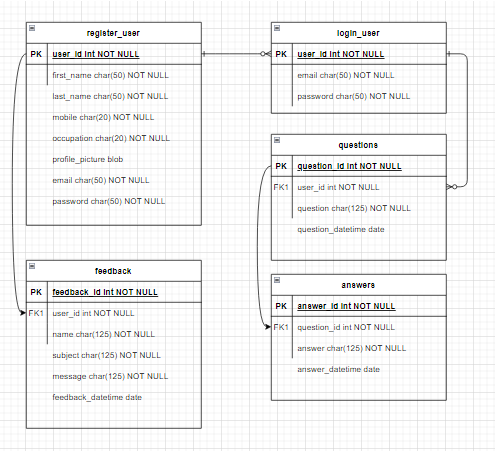 register_user
PK user_id int NOT NULL
first_name char(50) NOT NULL
last_name char(50) NOT NULL
mobile char(20) NOT NULL
occupation char(20) NOT NULL
profile_picture blob
email char(50) NOT NULL
password char(50) NOT NULL
login_user
PK user_id int NOT NULL
email char(50) NOT NULL
password char(50) NOT NULL
questions
PK question_id int NOT NULL
FK1 user_id int NOT NULL
question char(125) NOT NULL
question_datetime date
feedback
PK feedback_id int NOT NULL
FK1 user_id int NOT NULL
name char(125) NOT NULL
subject char(125) NOT NULL
message char(125) NOT NULL
feedback_datetime date
answers
PK answer_id int NOT NULL
FK1 question_id int NOT NULL
answer char(125) NOT NULL
answer_datetime date